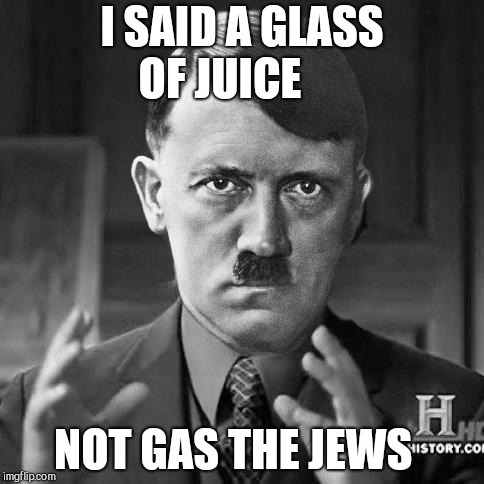 I SAID A GLASS
OF JUICE
H
HISTORY.CO
NOT GAS THE JEWS
imgflip.com